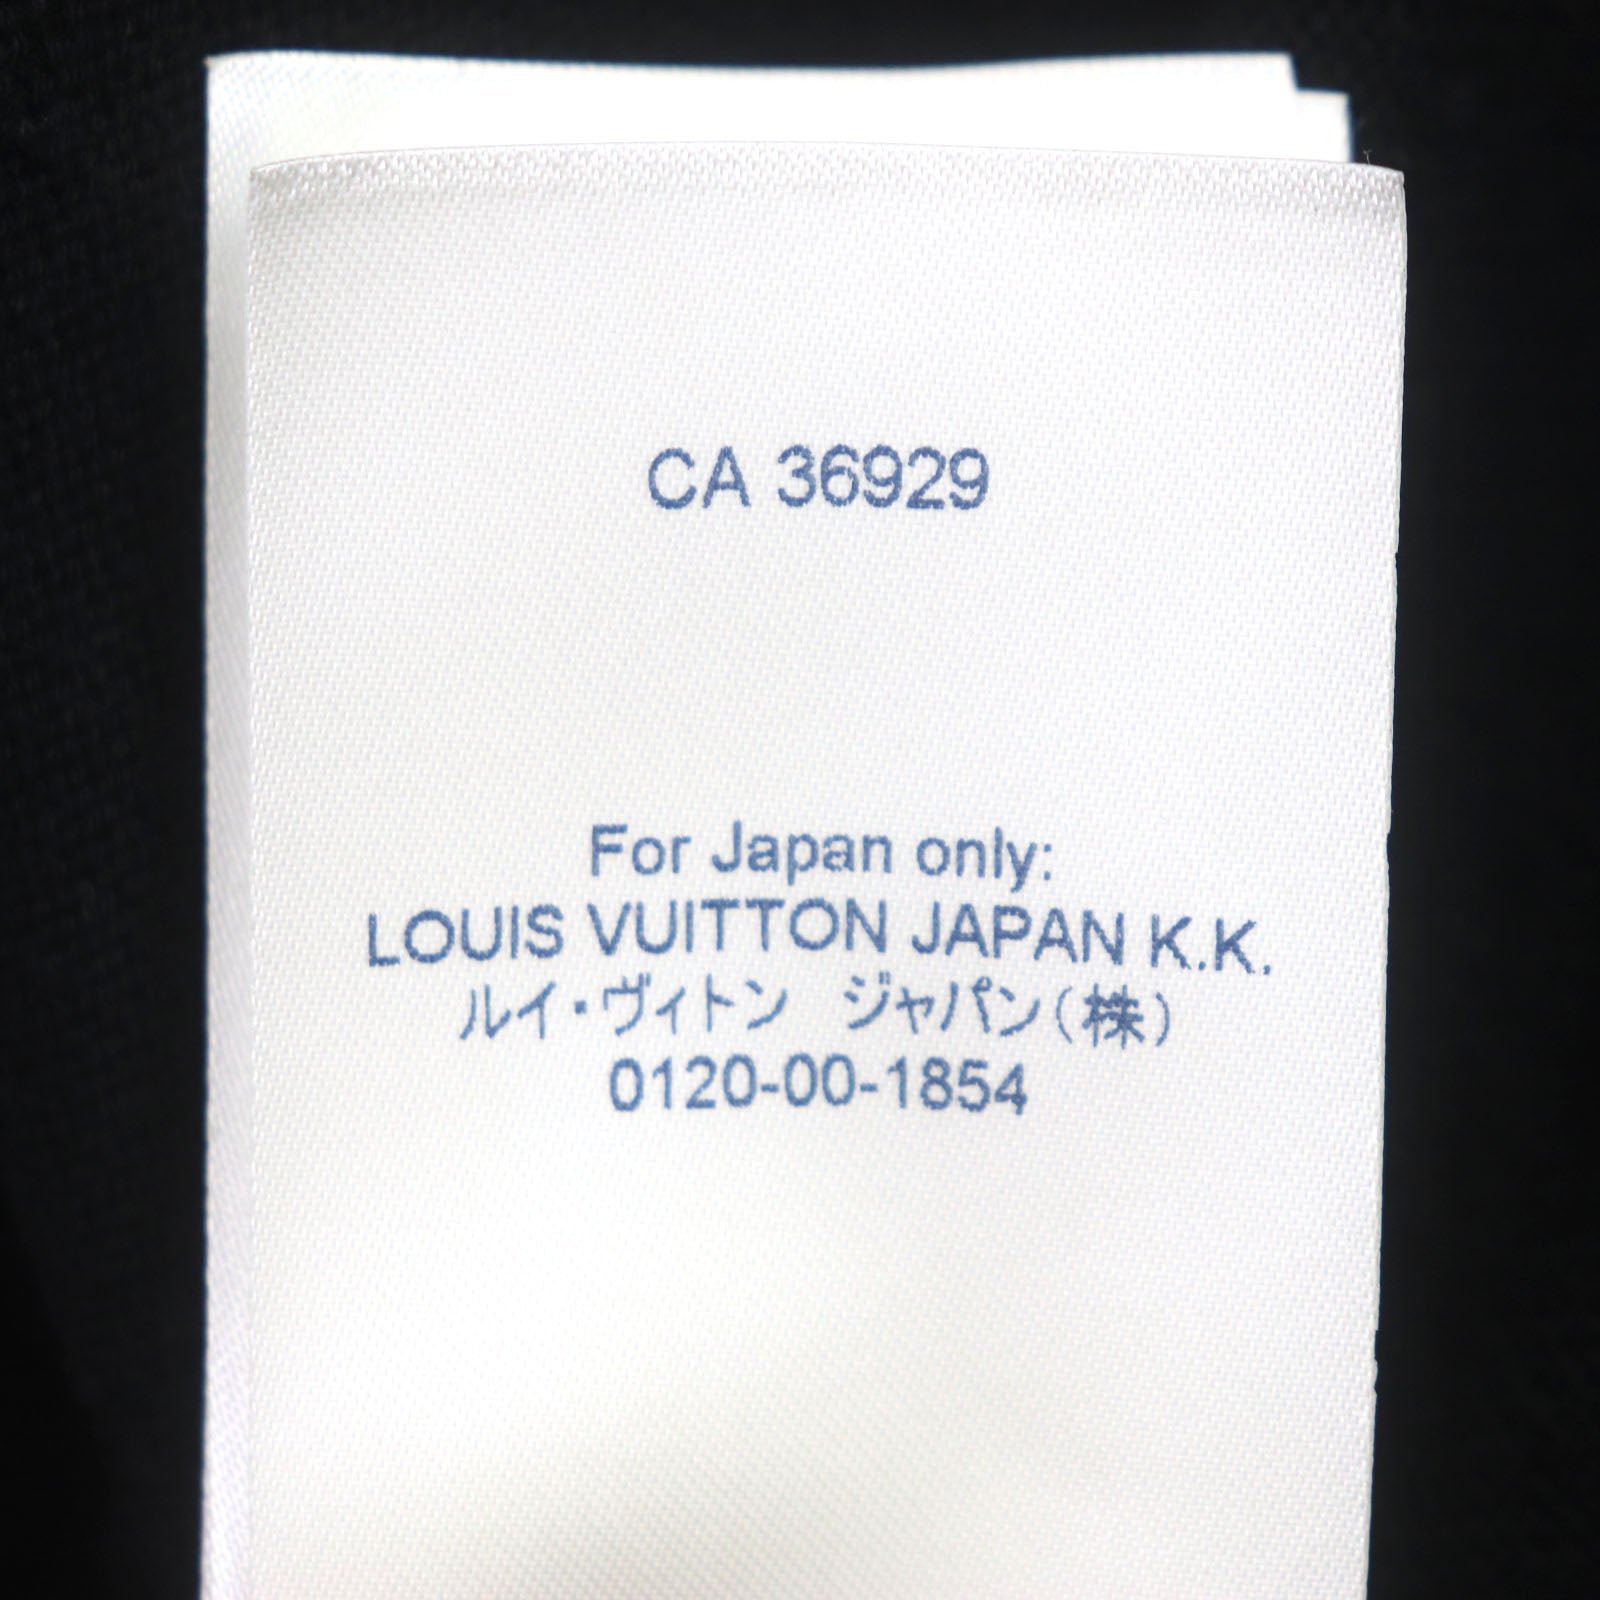 CA 36929
For Japan only:
LOUIS VUITTON JAPAN K.K.
ルイ・ヴィトン　ジャパン(株)
0120-00-1854